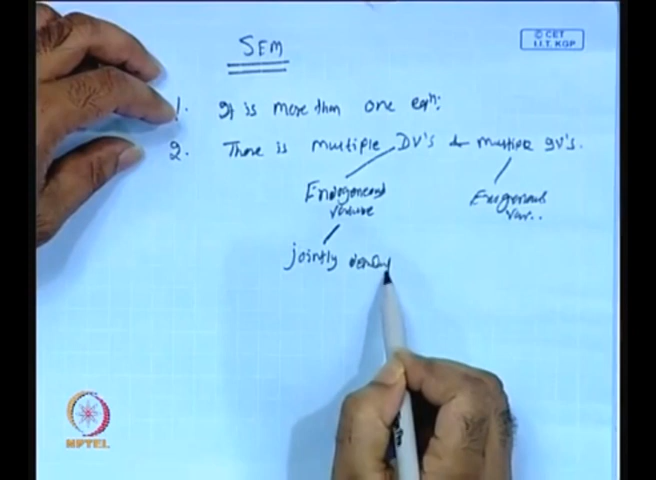 SEM
© CET
I.I.T. KGP
1. It is more than one eqn:
2. There is multiple DV's & multiple IV's.
Endogeneous Exogenous
variable var..
jointly
NPTEL